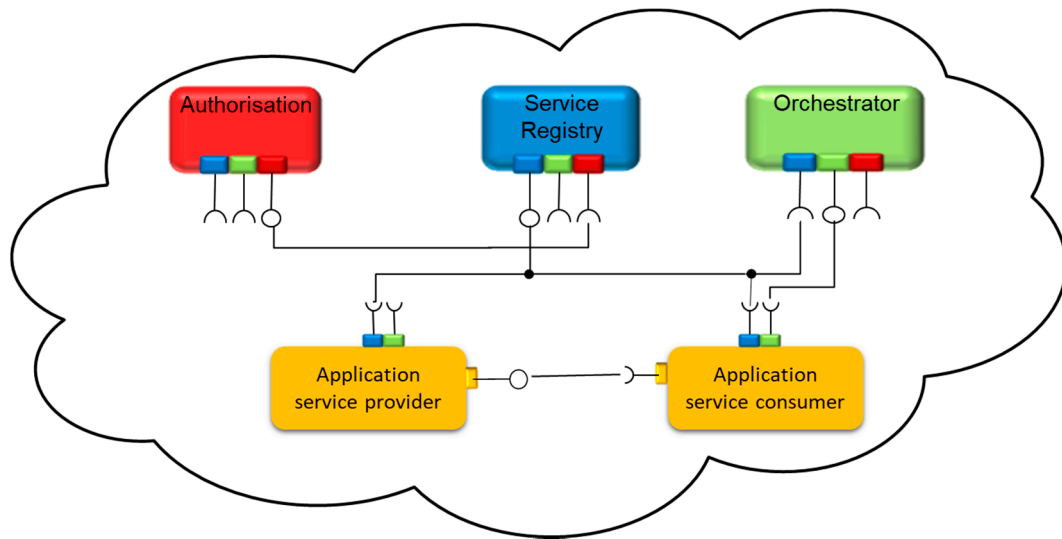 Authorisation
Service
Registry
Orchestrator
Application
service provider
Application
service consumer